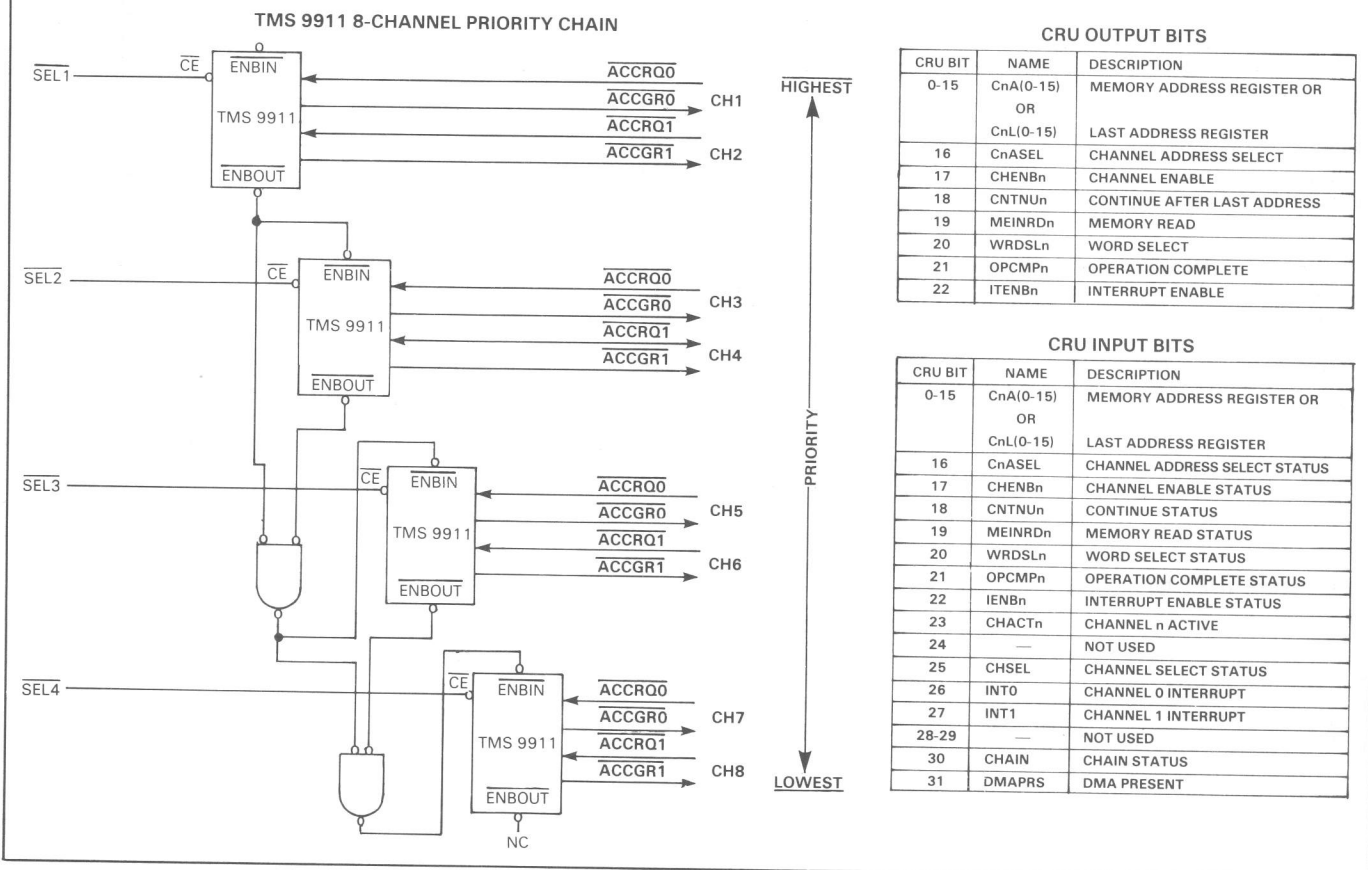 TMS 9911 8-CHANNEL PRIORITY CHAIN
SEL1
CE
ENBIN
TMS 9911
ENBOUT
ACCRQ0
ACCGR0 CH1
ACCRQ1
ACCGR1 CH2
SEL2
CE
ENBIN
TMS 9911
ENBOUT
ACCRQ0
ACCGR0 CH3
ACCRQ1
ACCGR1 CH4
SEL3
CE
ENBIN
TMS 9911
ENBOUT
ACCRQ0
ACCGR0 CH5
ACCRQ1
ACCGR1 CH6
SEL4
CE
ENBIN
TMS 9911
ENBOUT
NC
ACCRQ0
ACCGR0 CH7
ACCRQ1
ACCGR1 CH8
HIGHEST
PRIORITY
LOWEST
CRU OUTPUT BITS
CRU BIT NAME DESCRIPTION
0-15 CnA(0-15) MEMORY ADDRESS REGISTER OR
OR
CnL(0-15) LAST ADDRESS REGISTER
16 CnASEL CHANNEL ADDRESS SELECT
17 CHENBn CHANNEL ENABLE
18 CNTNUn CONTINUE AFTER LAST ADDRESS
19 MEINRDn MEMORY READ
20 WRDSLn WORD SELECT
21 OPCMPn OPERATION COMPLETE
22 ITENBn INTERRUPT ENABLE
CRU INPUT BITS
CRU BIT NAME DESCRIPTION
0-15 CnA(0-15) MEMORY ADDRESS REGISTER OR
OR
CnL(0-15) LAST ADDRESS REGISTER
16 CnASEL CHANNEL ADDRESS SELECT STATUS
17 CHENBn CHANNEL ENABLE STATUS
18 CNTNUn CONTINUE STATUS
19 MEINRDn MEMORY READ STATUS
20 WRDSLn WORD SELECT STATUS
21 OPCMPn OPERATION COMPLETE STATUS
22 IENBn INTERRUPT ENABLE STATUS
23 CHACTn CHANNEL n ACTIVE
24 — NOT USED
25 CHSEL CHANNEL SELECT STATUS
26 INT0 CHANNEL 0 INTERRUPT
27 INT1 CHANNEL 1 INTERRUPT
28-29 — NOT USED
30 CHAIN CHAIN STATUS
31 DMAPRS DMA PRESENT